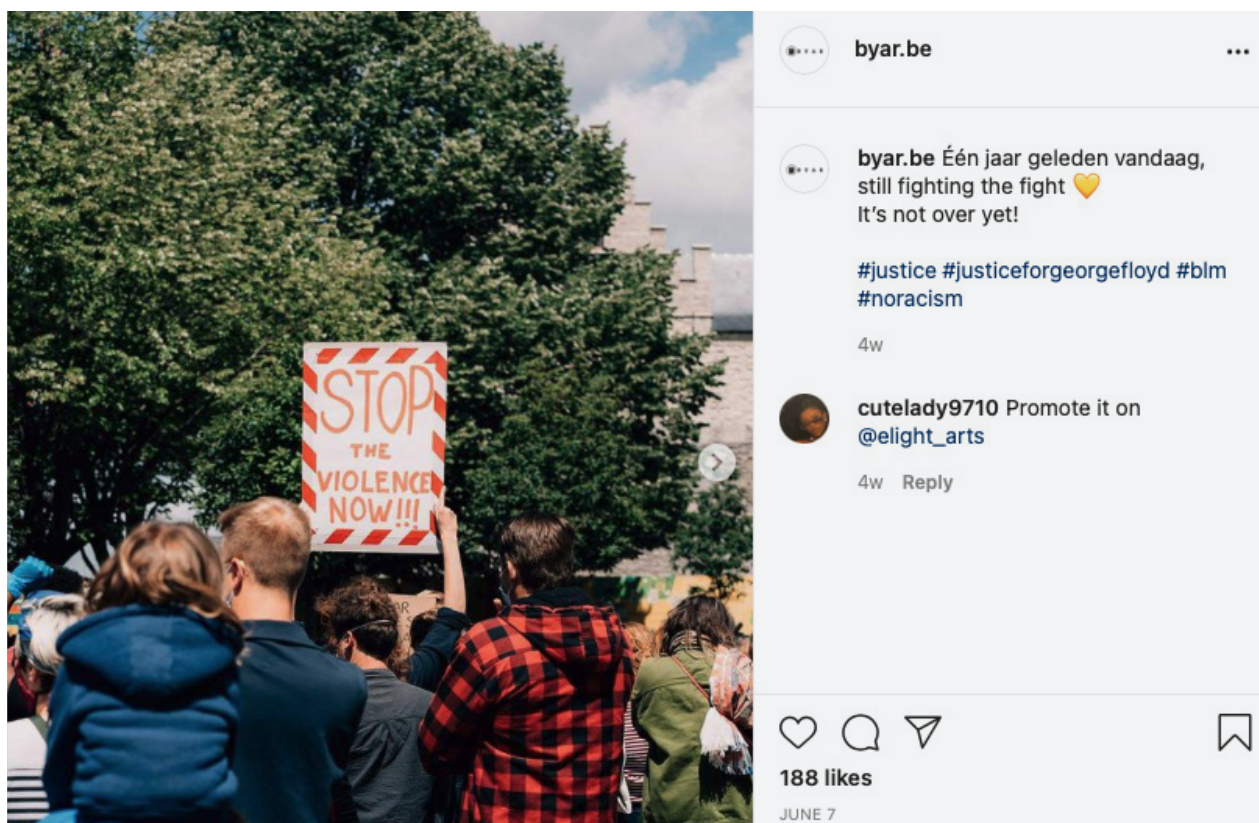 STOP
THE
VIOLENCE
NOW!!!
byar.be
byar.be Één jaar geleden vandaag,
still fighting the fight 💛
It's not over yet!
#justice #justiceforgeorgefloyd #blm
#noracism
4w
cutelady9710 Promote it on
@elight_arts
4w Reply
188 likes
JUNE 7